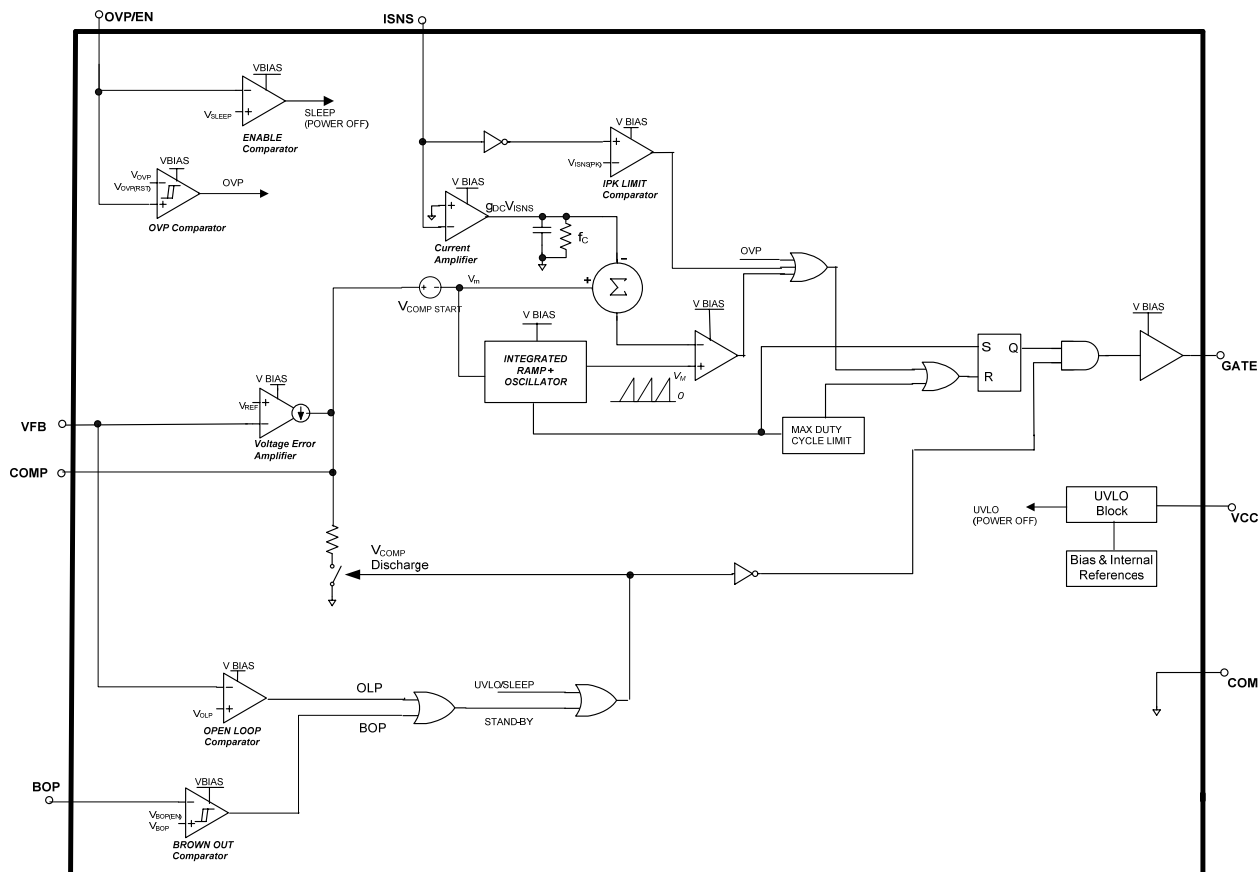 OVP/EN
ISNS
VBIAS
VSLEEP
SLEEP
(POWER OFF)
ENABLE
Comparator
VBIAS
VOVP
VOVP(RST)
OVP
OVP Comparator
V BIAS
VISNS(PK)
IPK LIMIT
Comparator
V BIAS
gDCVISNS
Current
Amplifier
fC
OVP
Vm
VCOMP START
Σ
V BIAS
V BIAS
INTEGRATED
RAMP +
OSCILLATOR
VM
0
S Q
R
V BIAS
GATE
V BIAS
VREF
VFB
Voltage Error
Amplifier
MAX DUTY
CYCLE LIMIT
COMP
UVLO
(POWER OFF)
UVLO
Block
VCC
Bias & Internal
References
VCOMP
Discharge
V BIAS
VOLP
OPEN LOOP
Comparator
OLP
BOP
UVLO/SLEEP
STAND-BY
COM
BOP
VBIAS
VBOP(EN)
VBOP
BROWN OUT
Comparator